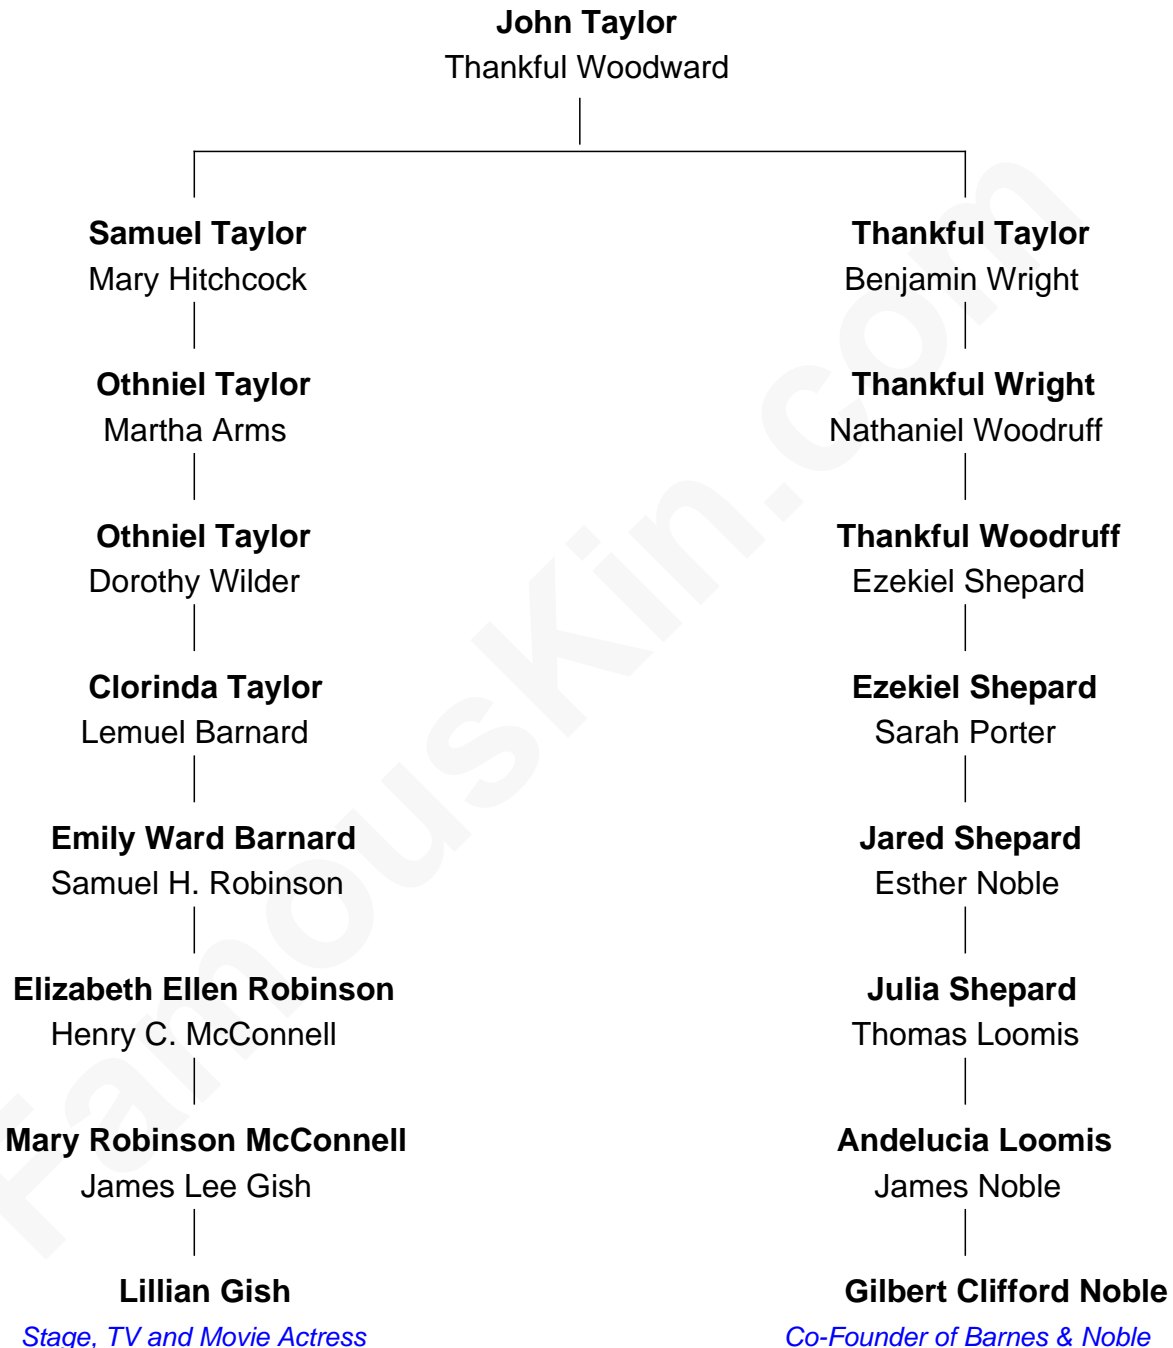 John Taylor
Thankful Woodward
Samuel Taylor
Mary Hitchcock
Thankful Taylor
Benjamin Wright
Othniel Taylor
Martha Arms
Thankful Wright
Nathaniel Woodruff
Othniel Taylor
Dorothy Wilder
Thankful Woodruff
Ezekiel Shepard
Clorinda Taylor
Lemuel Barnard
Ezekiel Shepard
Sarah Porter
Emily Ward Barnard
Samuel H. Robinson
Jared Shepard
Esther Noble
Elizabeth Ellen Robinson
Henry C. McConnell
Julia Shepard
Thomas Loomis
Mary Robinson McConnell
James Lee Gish
Andelucia Loomis
James Noble
Lillian Gish
Stage, TV and Movie Actress
Gilbert Clifford Noble
Co-Founder of Barnes & Noble
FamousKin.com